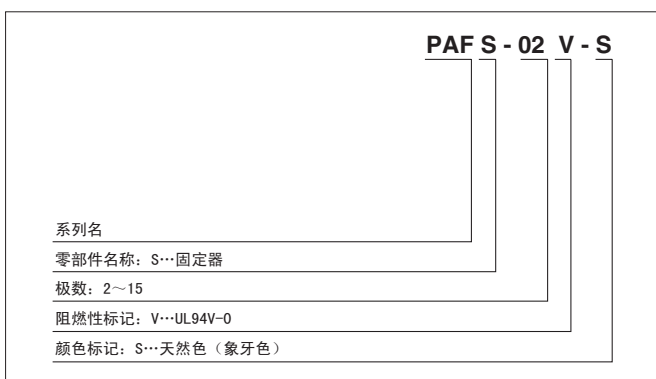 PAF S - 02 V - S
系列名
零部件名称：S…固定器
极数：2～15
阻燃性标记：V…UL94V-0
颜色标记：S…天然色（象牙色）